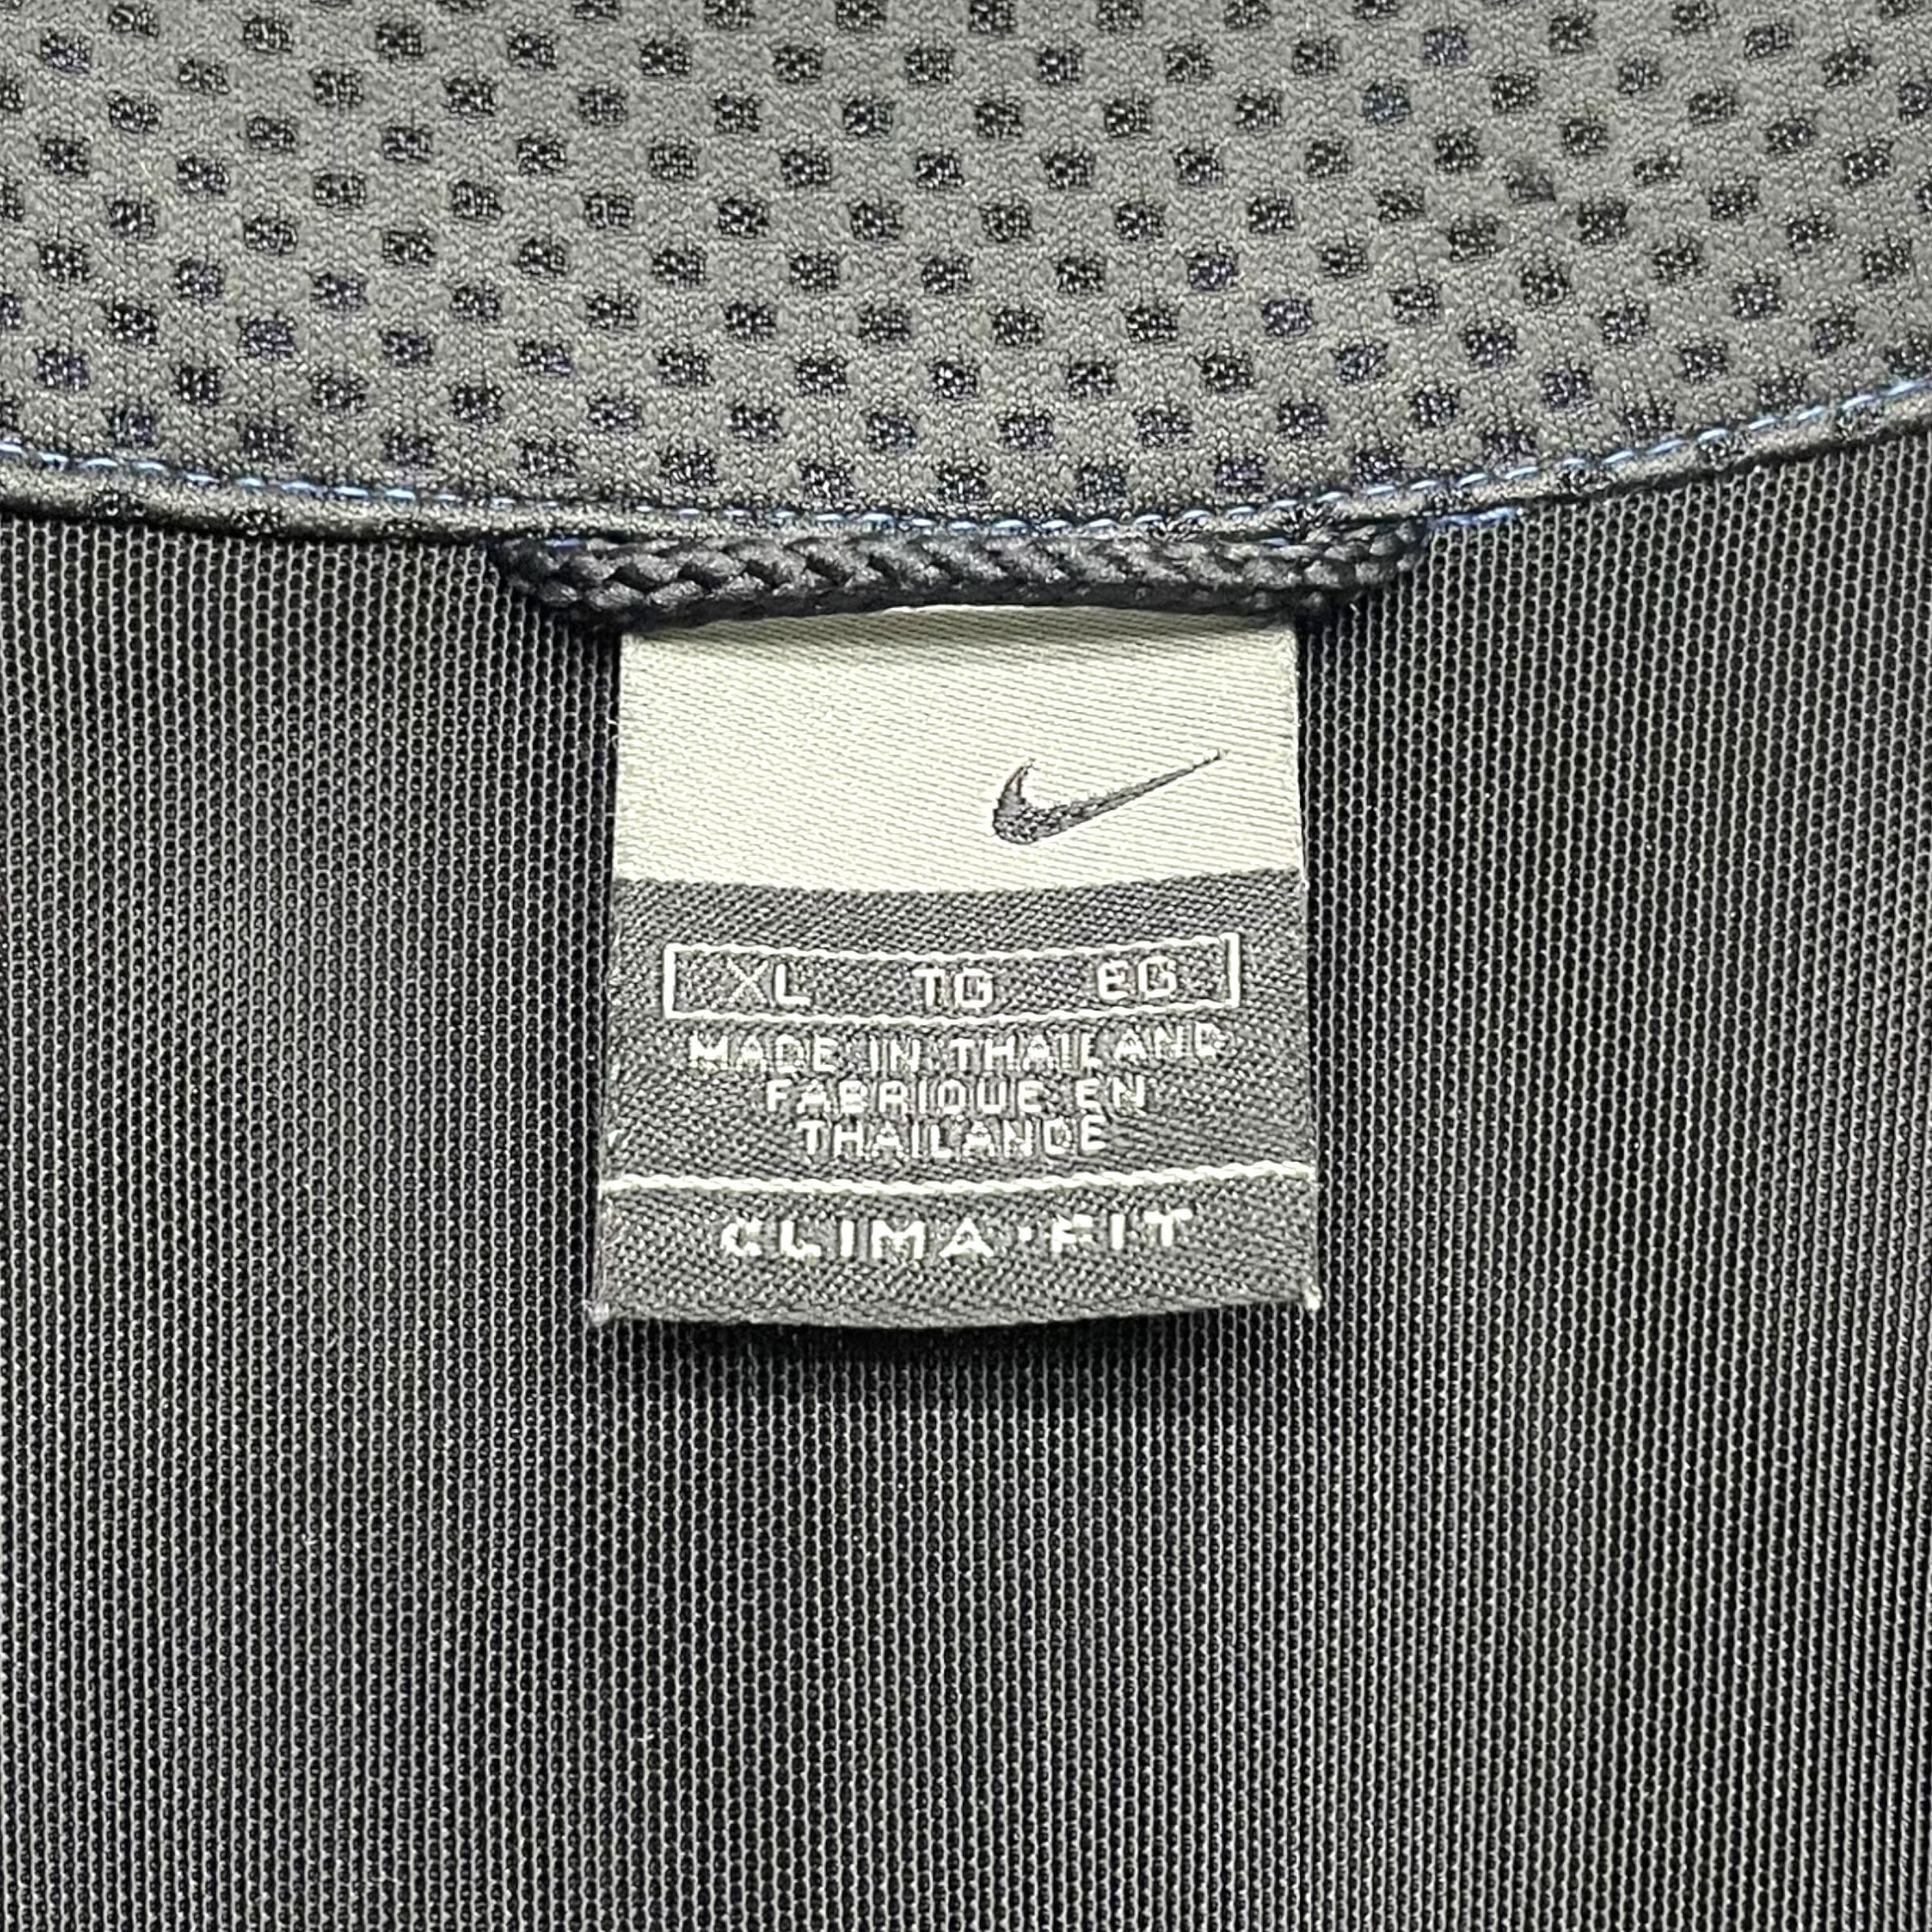 XL TG EG
MADE IN THAILAND
FABRIQUE EN
THAILANDE
CLIMA·FIT